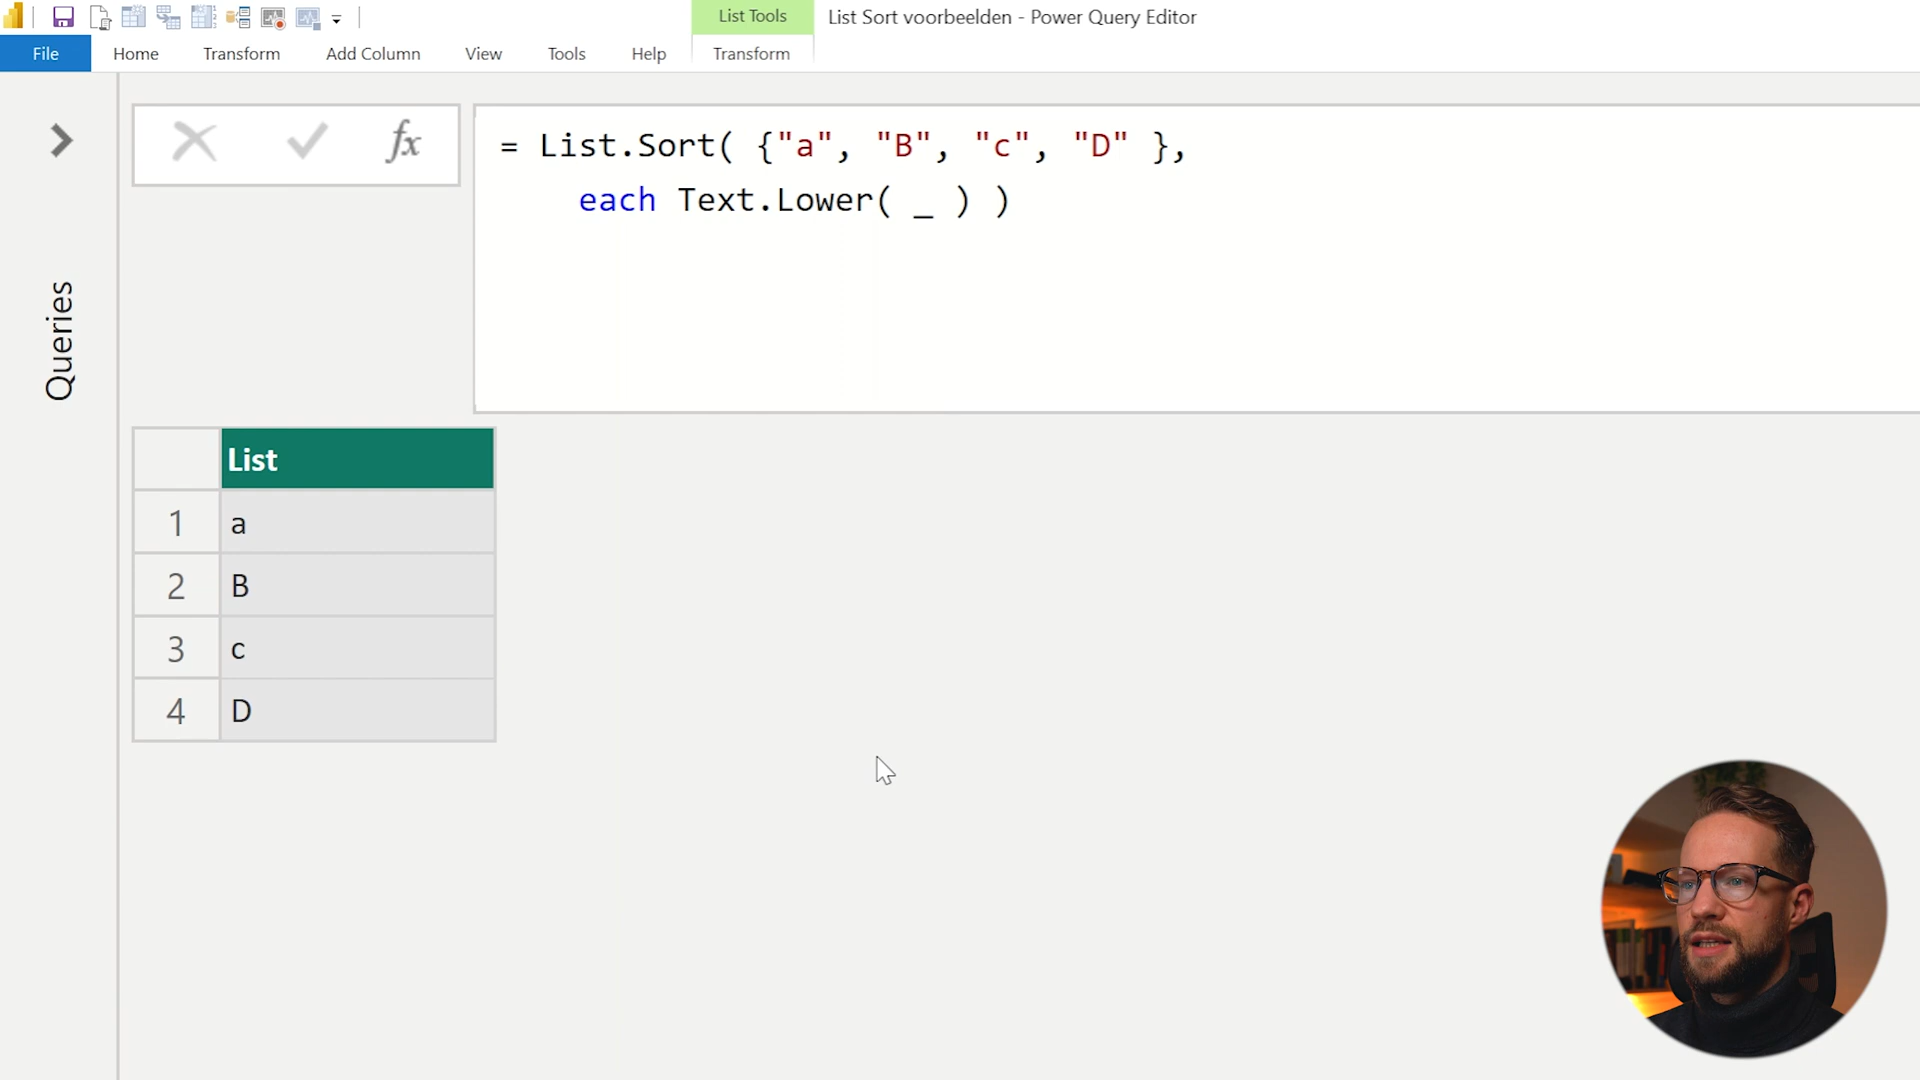 List Tools
List Sort voorbeelden - Power Query Editor
File
Home
Transform
Add Column
View
Tools
Help
Transform
fx
= List.Sort( {"a", "B", "c", "D" },
each Text.Lower( _ ) )
Queries
List
1 a
2 B
3 c
4 D